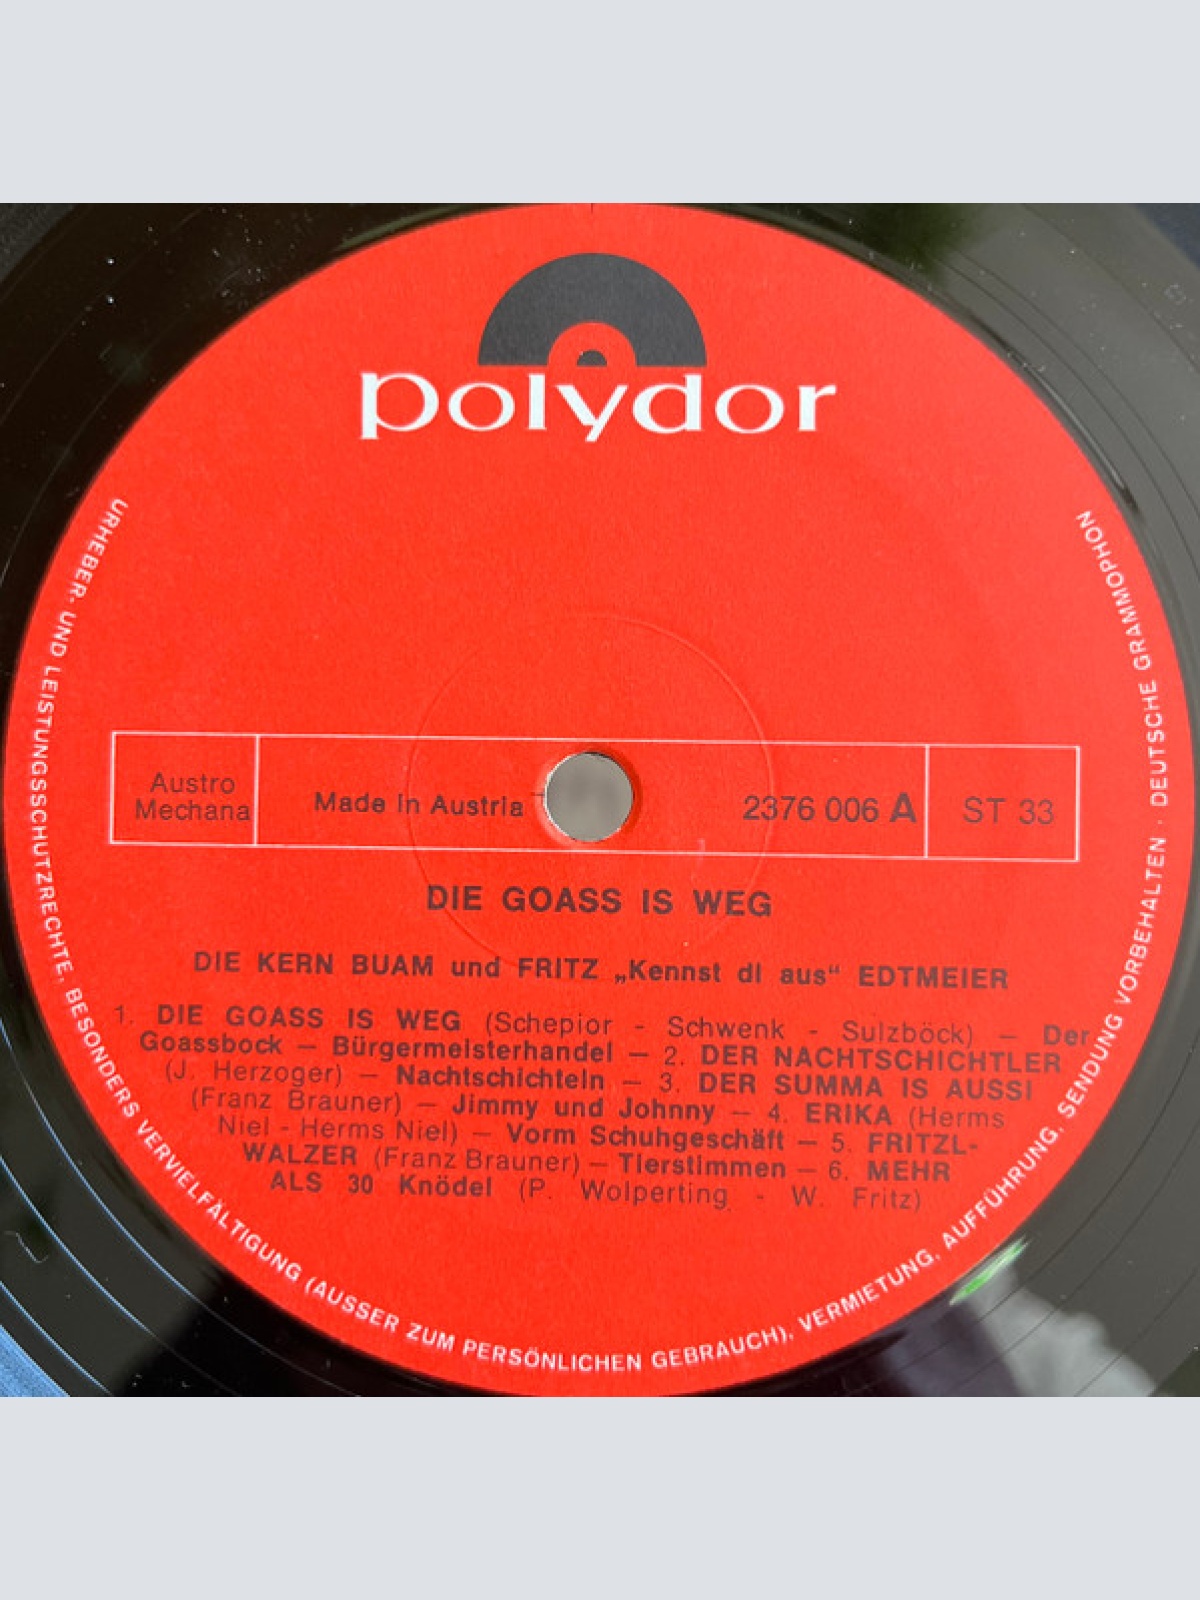 polydor
Austro
Mechana
Made in Austria
2376 006 A
ST 33
DIE GOASS IS WEG
DIE KERN BUAM und FRITZ „Kennst di aus“ EDTMEIER
1. DIE GOASS IS WEG (Schepior - Schwenk - Sulzböck) — Der
Goassbock — Bürgermeisterhandel — 2. DER NACHTSCHICHTLER
(J. Herzoger) — Nachtschichteln — 3. DER SUMMA IS AUSSI
(Franz Brauner) — Jimmy und Johnny — 4. ERIKA (Herms
Niel - Herms Niel) — Vorm Schuhgeschäft — 5. FRITZL-
WALZER (Franz Brauner) — Tierstimmen — 6. MEHR
ALS 30 Knödel (P. Wolperting - W. Fritz)
URHEBER- UND LEISTUNGSSCHUTZRECHTE, BESONDERS VERVIELFÄLTIGUNG (AUSSER ZUM PERSÖNLICHEN GEBRAUCH), VERMIETUNG, AUFFÜHRUNG, SENDUNG VORBEHALTEN · DEUTSCHE GRAMMOPHON